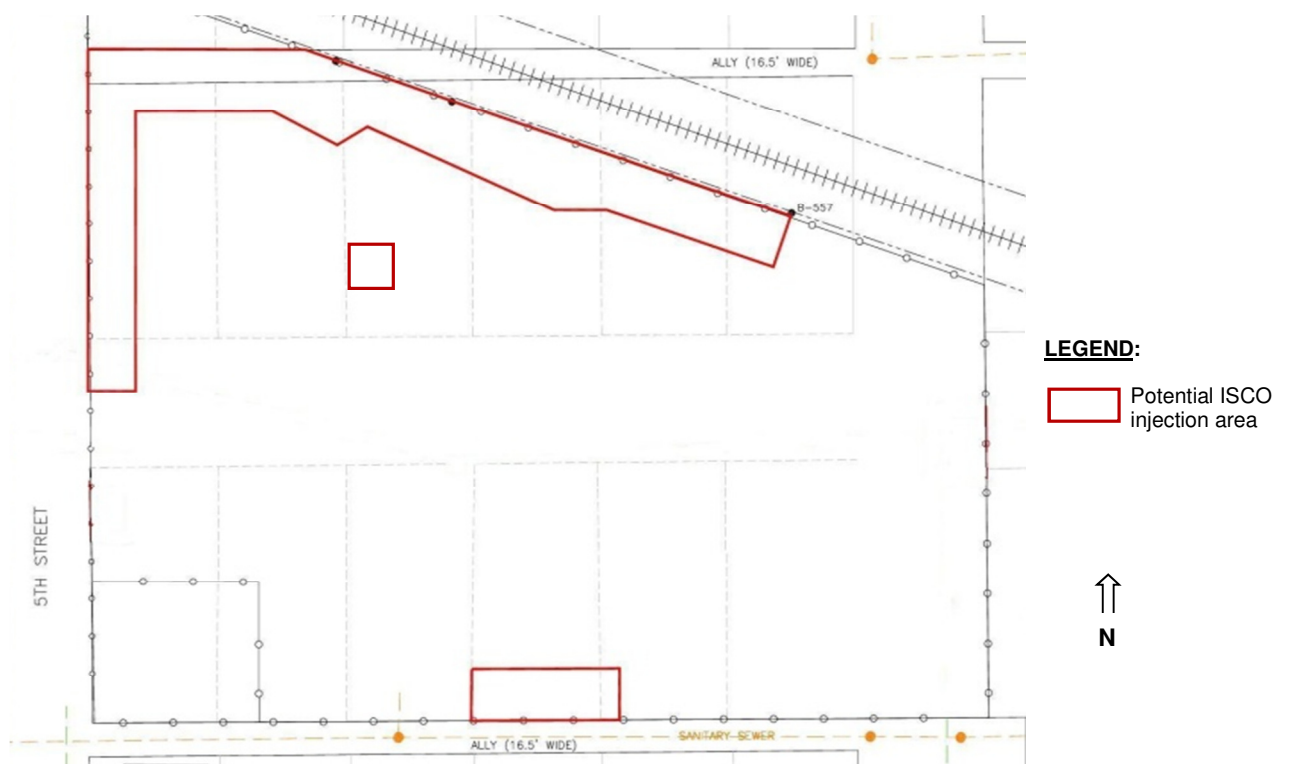 ALLY (16.5' WIDE)
B-557
LEGEND:
Potential ISCO
injection area
5TH STREET
N
SANITARY SEWER
ALLY (16.5' WIDE)